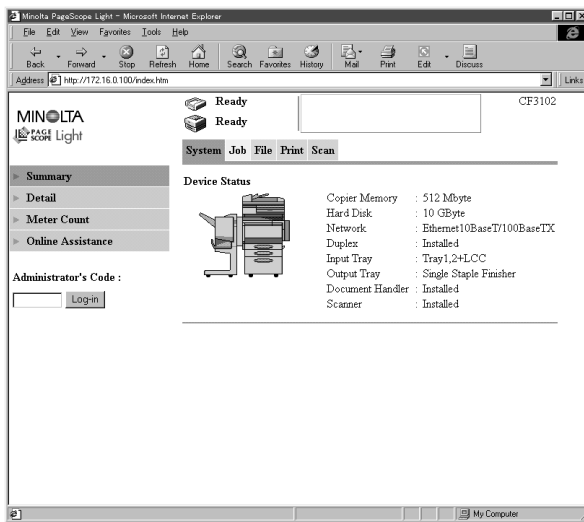 Minolta PageScope Light - Microsoft Internet Explorer
File Edit View Favorites Tools Help
Back Forward Stop Refresh Home Search Favorites History Mail Print Edit Discuss
Address http://172.16.0.100/index.htm Links
MINOLTA
PAGE SCOPE Light
Ready
Ready
CF3102
System Job File Print Scan
Summary
Detail
Meter Count
Online Assistance
Administrator's Code :
Log-in
Device Status
Copier Memory : 512 Mbyte
Hard Disk : 10 GByte
Network : Ethernet10BaseT/100BaseTX
Duplex : Installed
Input Tray : Tray1,2+LCC
Output Tray : Single Staple Finisher
Document Handler : Installed
Scanner : Installed
My Computer